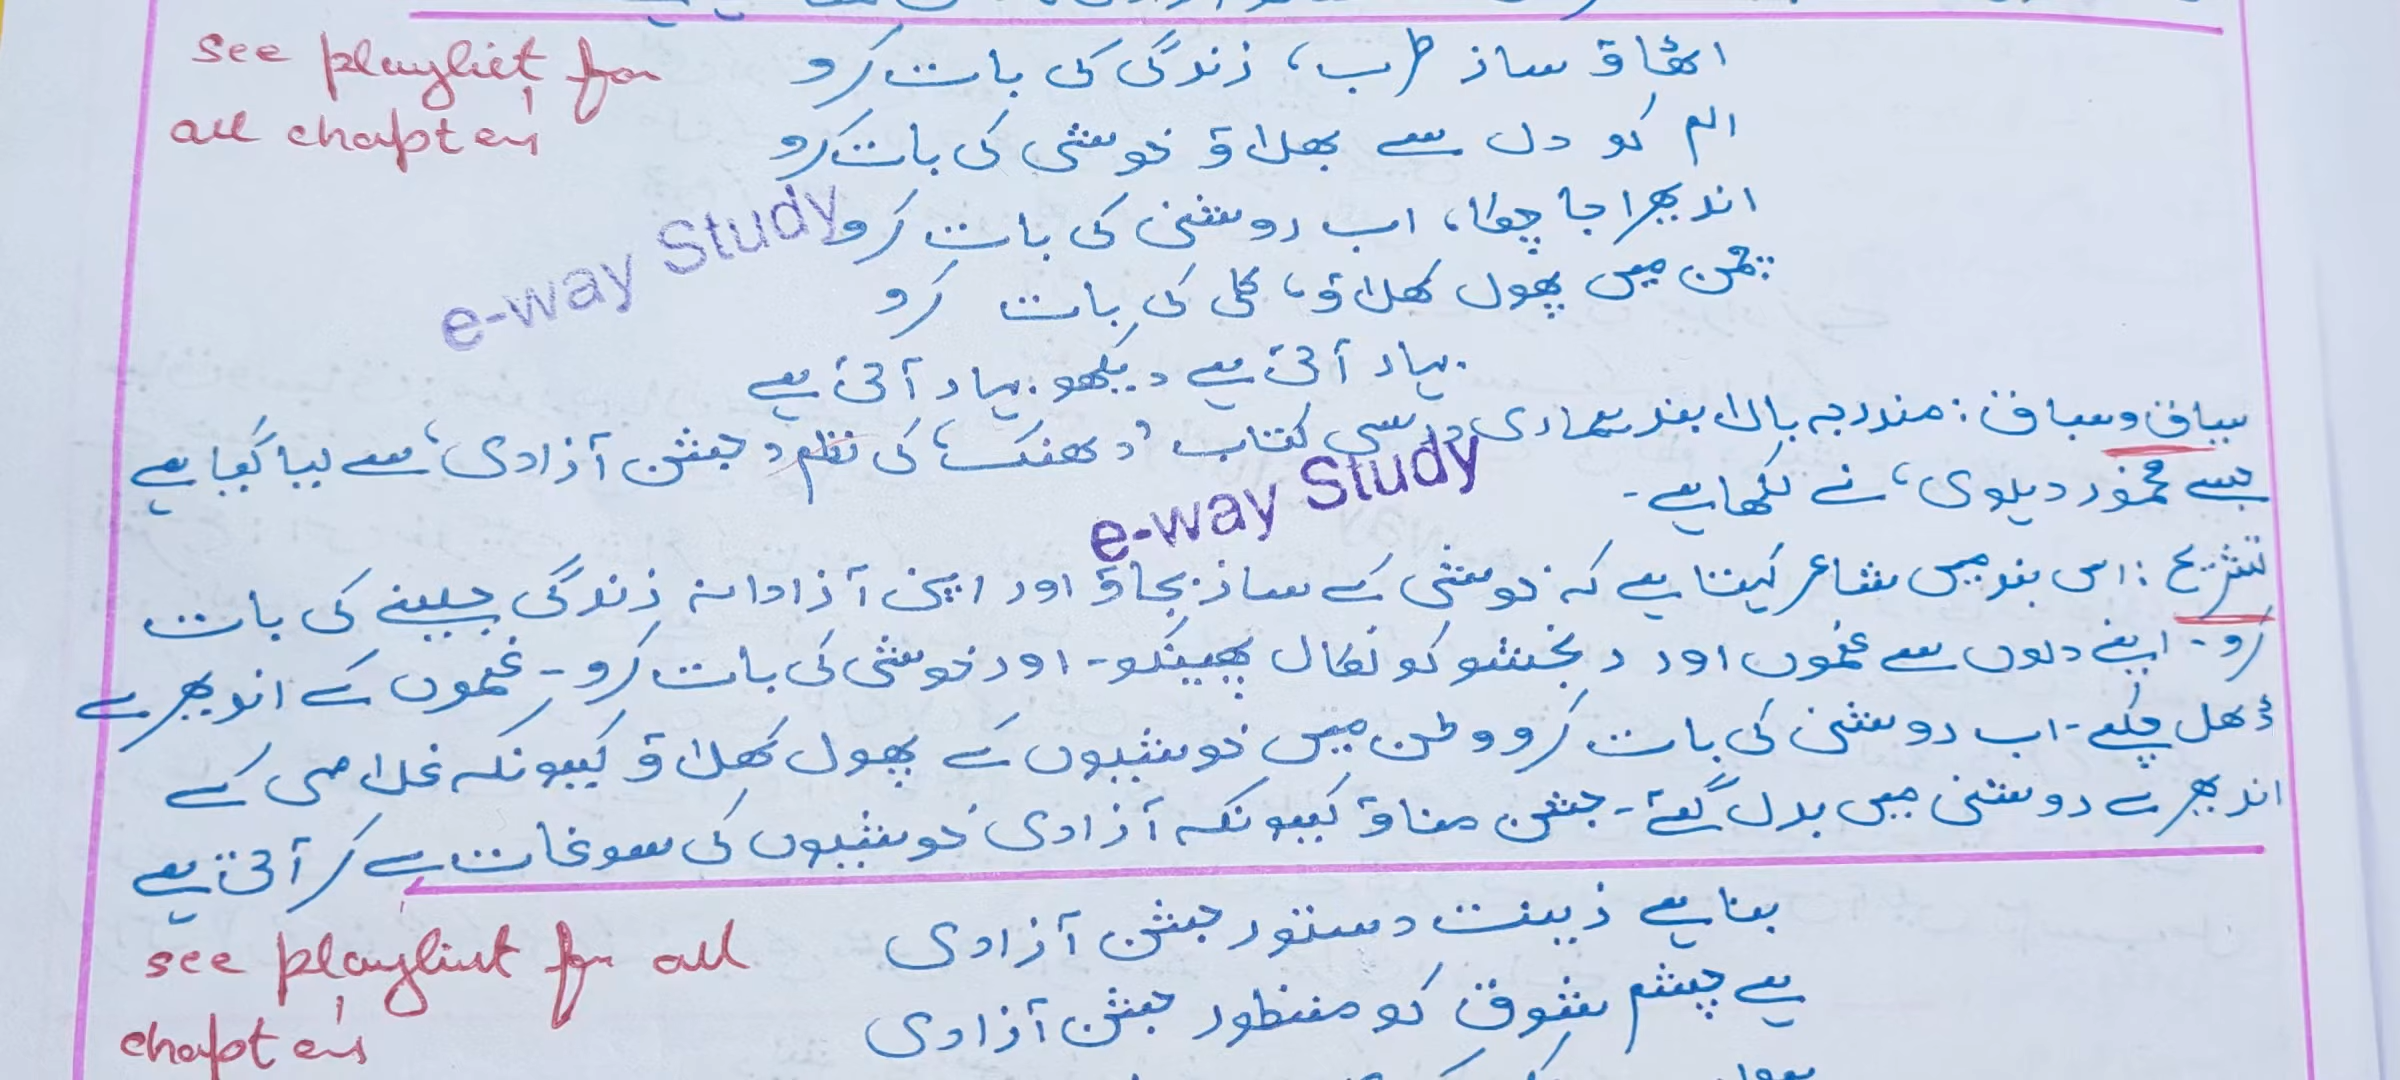 see playlist for
all chapters
اٹھاؤ ساز طرب، زندگی کی بات کرو
الم کو دل سے بھلاؤ خوشی کی بات کرو
اندھیرا جا چکا، اب روشنی کی بات کرو
چمن میں پھول کھلاؤ، کلی کی بات کرو
بہار آئی ہے دیکھو بہار آئی ہے
e-way Study
سیاق وسباق: مندرجہ بالا بند ہماری درسی کتاب 'دھنک' کی نظم 'جشن آزادی' سے لیا گیا ہے
جسے مخمور دہلوی، نے لکھا ہے۔
e-way Study
تشریح: اس بند میں شاعر کہتا ہے کہ خوشی کے ساز بجاؤ اور اپنی آزادانہ زندگی جینے کی بات
کرو۔ اپنے دلوں سے غموں اور رنجشو کو نکال پھینکو۔ اور خوشی کی بات کرو۔ غموں کے اندھیرے
ڈھل چکے۔ اب روشنی کی بات کرو وطن میں خوشیوں کے پھول کھلاؤ کیونکہ غلامی کے
اندھیرے روشنی میں بدل گئے۔ جشن مناؤ کیونکہ آزادی خوشیوں کی سوغات لے کر آئی ہے
بنا ہے زینت دستور جشن آزادی
ہے چشم شوق کو منظور جشن آزادی
see playlist for all
chapters